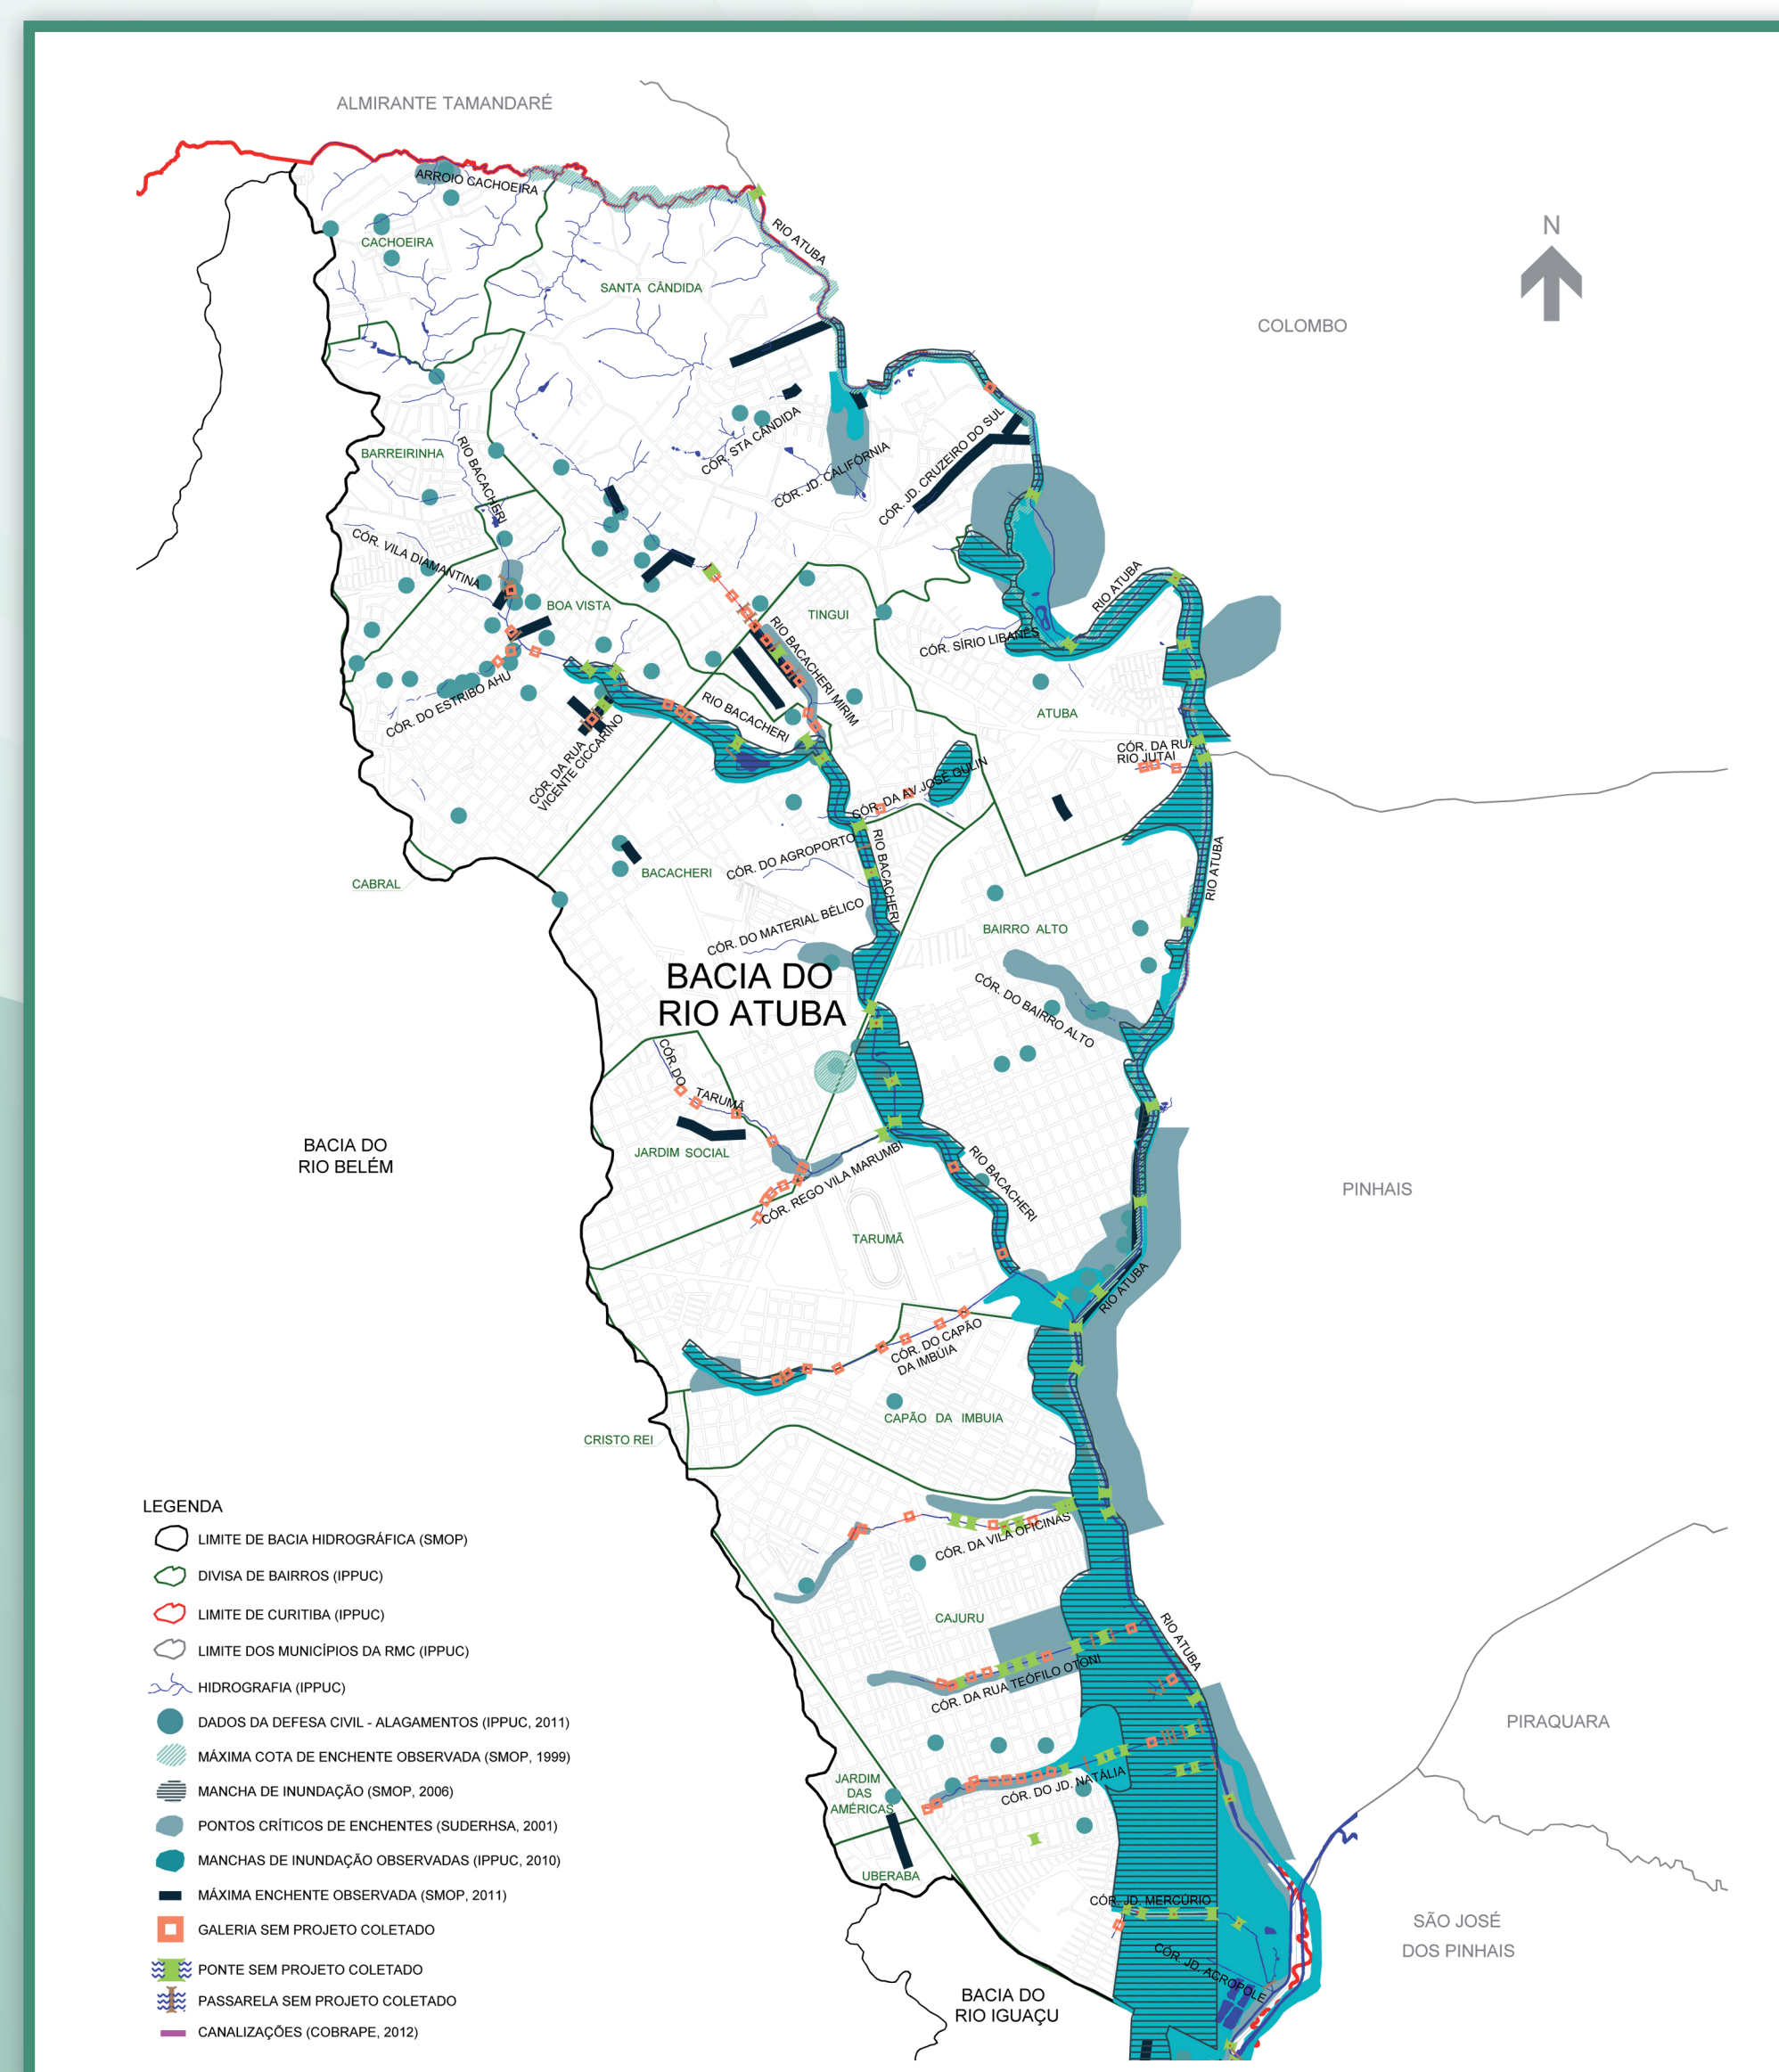 ALMIRANTE TAMANDARÉ
ARROIO CACHOEIRA
CACHOEIRA
RIO ATUBA
N
SANTA CÂNDIDA
COLOMBO
CÓR. STA CÂNDIDA
CÓR. JD. CALIFÓRNIA
CÓR. JD. CRUZEIRO DO SUL
BARREIRINHA
RIO BACACHERI
CÓR. VILA DIAMANTINA
BOA VISTA
TINGUI
RIO BACACHERI MIRIM
CÓR. SÍRIO LIBANÊS
RIO ATUBA
CÓR. DO ESTRIBO AHU
RIO BACACHERI
ATUBA
CÓR. DA RUA
VICENTE CICCARINO
CÓR. DA RUA
RIO JUTAI
CÓR. DA AV JOSÉ GULIN
CÓR. DO AGROPORTO
RIO BACACHERI
RIO ATUBA
CABRAL
BACACHERI
CÓR. DO MATERIAL BÉLICO
BAIRRO ALTO
BACIA DO
RIO ATUBA
CÓR. DO BAIRRO ALTO
CÓR. DO
TARUMÃ
BACIA DO
RIO BELÉM
JARDIM SOCIAL
CÓR. REGO VILA MARUMBI
RIO BACACHERI
PINHAIS
TARUMÃ
RIO ATUBA
CÓR. DO CAPÃO
DA IMBÚIA
CAPÃO DA IMBUIA
CRISTO REI
CÓR. DA VILA OFICINAS
CAJURU
RIO ATUBA
CÓR. DA RUA TEÓFILO OTONI
PIRAQUARA
CÓR. DO JD. NATÁLIA
JARDIM
DAS
AMÉRICAS
UBERABA
CÓR. JD. MERCÚRIO
CÓR. JD. ACROPOLE
SÃO JOSÉ
DOS PINHAIS
BACIA DO
RIO IGUAÇU
LEGENDA
LIMITE DE BACIA HIDROGRÁFICA (SMOP)
DIVISA DE BAIRROS (IPPUC)
LIMITE DE CURITIBA (IPPUC)
LIMITE DOS MUNICÍPIOS DA RMC (IPPUC)
HIDROGRAFIA (IPPUC)
DADOS DA DEFESA CIVIL - ALAGAMENTOS (IPPUC, 2011)
MÁXIMA COTA DE ENCHENTE OBSERVADA (SMOP, 1999)
MANCHA DE INUNDAÇÃO (SMOP, 2006)
PONTOS CRÍTICOS DE ENCHENTES (SUDERHSA, 2001)
MANCHAS DE INUNDAÇÃO OBSERVADAS (IPPUC, 2010)
MÁXIMA ENCHENTE OBSERVADA (SMOP, 2011)
GALERIA SEM PROJETO COLETADO
PONTE SEM PROJETO COLETADO
PASSARELA SEM PROJETO COLETADO
CANALIZAÇÕES (COBRAPE, 2012)